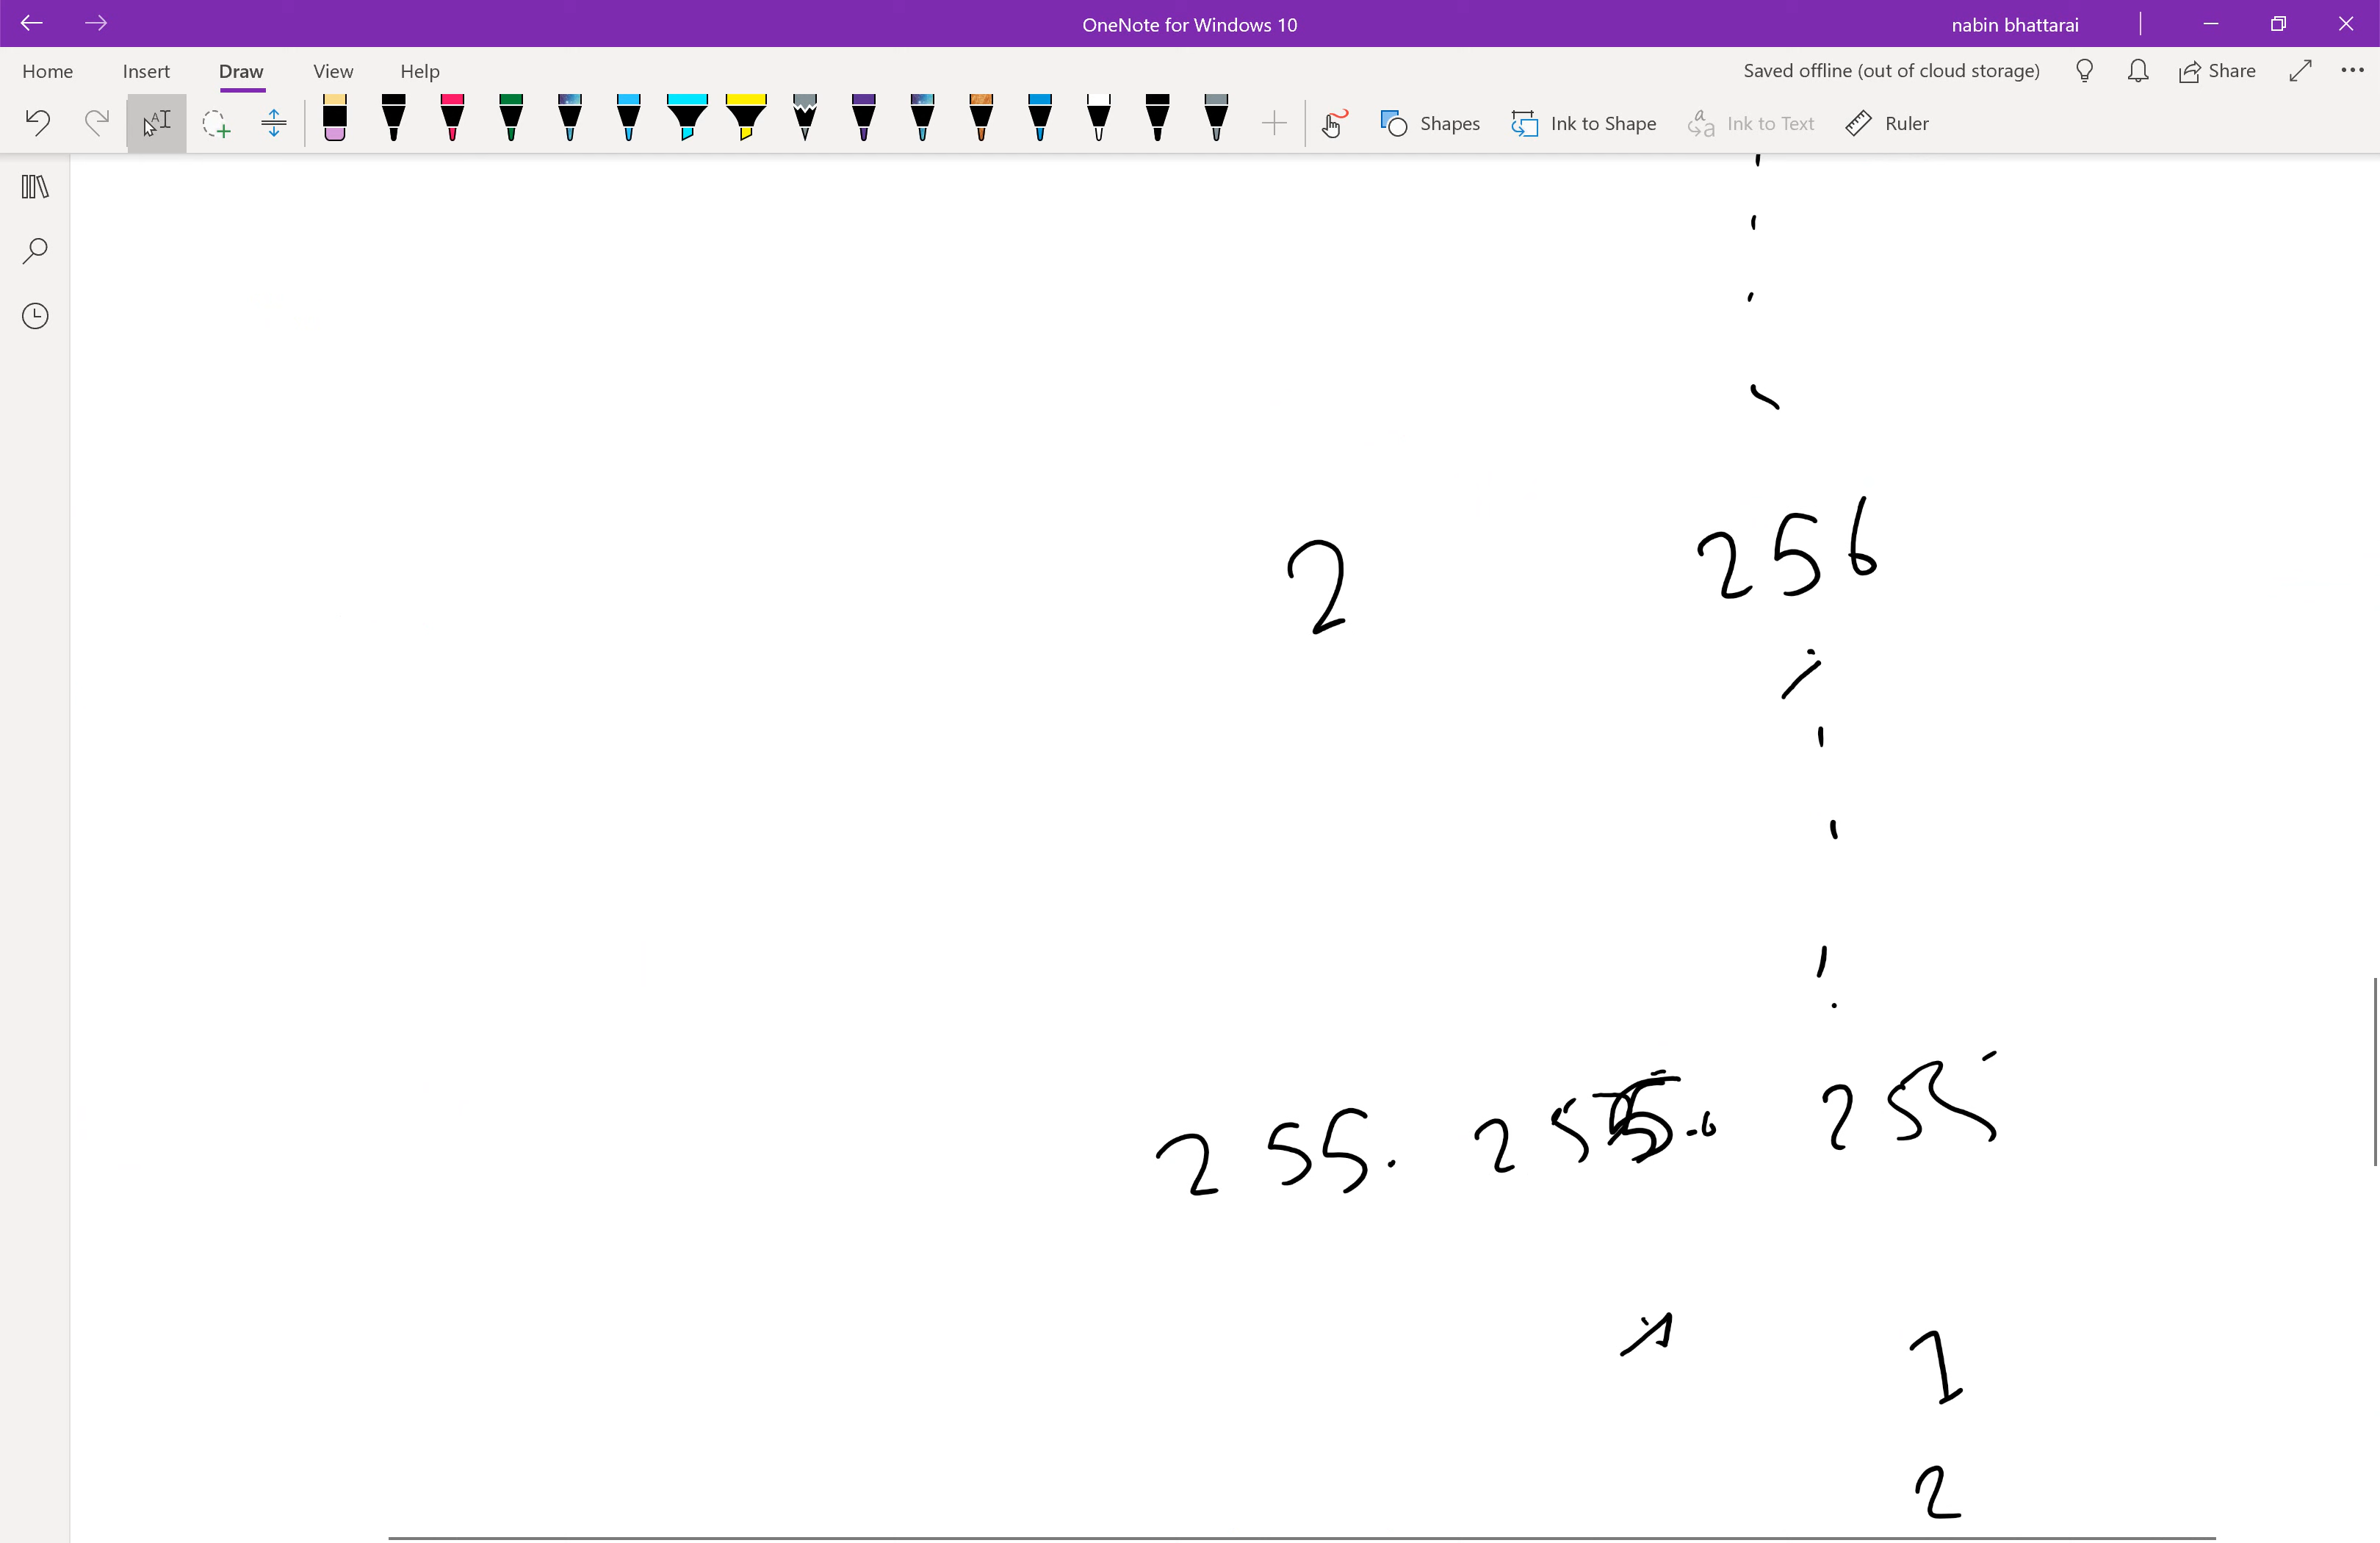 OneNote for Windows 10 nabin bhattarai
Home Insert Draw View Help Saved offline (out of cloud storage) Share
Shapes Ink to Shape Ink to Text Ruler
2 256
255. 255. 255
1
2